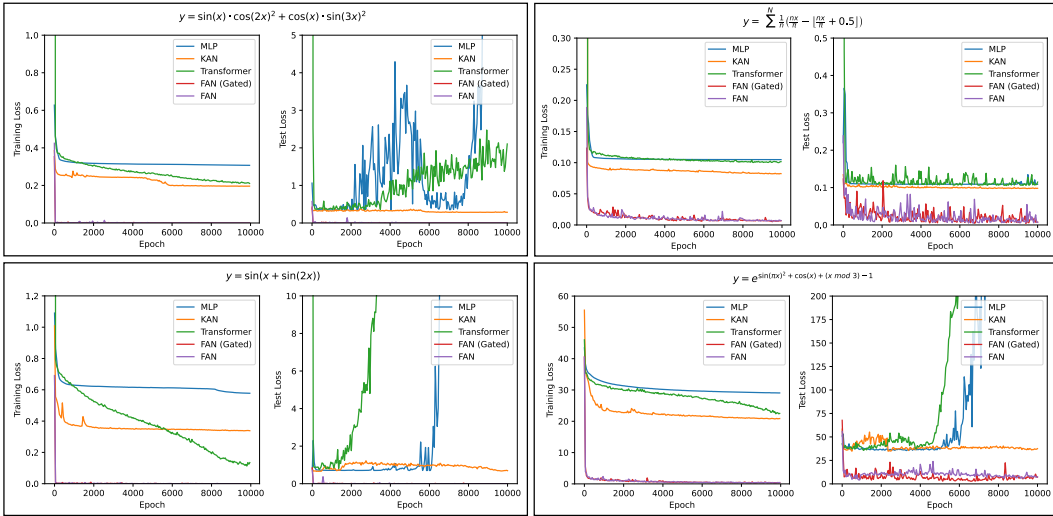 y = sin(x) · cos(2x)² + cos(x) · sin(3x)²
Training Loss
1.0
0.8
0.6
0.4
0.2
0.0
0 2000 4000 6000 8000 10000
Epoch
MLP
KAN
Transformer
FAN (Gated)
FAN
Test Loss
5
4
3
2
1
0
0 2000 4000 6000 8000 10000
Epoch
MLP
KAN
Transformer
FAN (Gated)
FAN
y = ∑ᴺ 1/n (nx/π − ⌊nx/π + 0.5⌋)
Training Loss
0.30
0.25
0.20
0.15
0.10
0.05
0.00
0 2000 4000 6000 8000 10000
Epoch
MLP
KAN
Transformer
FAN (Gated)
FAN
Test Loss
0.5
0.4
0.3
0.2
0.1
0.0
0 2000 4000 6000 8000 10000
Epoch
MLP
KAN
Transformer
FAN (Gated)
FAN
y = sin(x + sin(2x))
Training Loss
1.2
1.0
0.8
0.6
0.4
0.2
0.0
0 2000 4000 6000 8000 10000
Epoch
MLP
KAN
Transformer
FAN (Gated)
FAN
Test Loss
10
8
6
4
2
0
0 2000 4000 6000 8000 10000
Epoch
MLP
KAN
Transformer
FAN (Gated)
FAN
y = e^(sin(πx)² + cos(x) + (x mod 3) − 1)
Training Loss
60
50
40
30
20
10
0
0 2000 4000 6000 8000 10000
Epoch
MLP
KAN
Transformer
FAN (Gated)
FAN
Test Loss
200
175
150
125
100
75
50
25
0
0 2000 4000 6000 8000 10000
Epoch
MLP
KAN
Transformer
FAN (Gated)
FAN